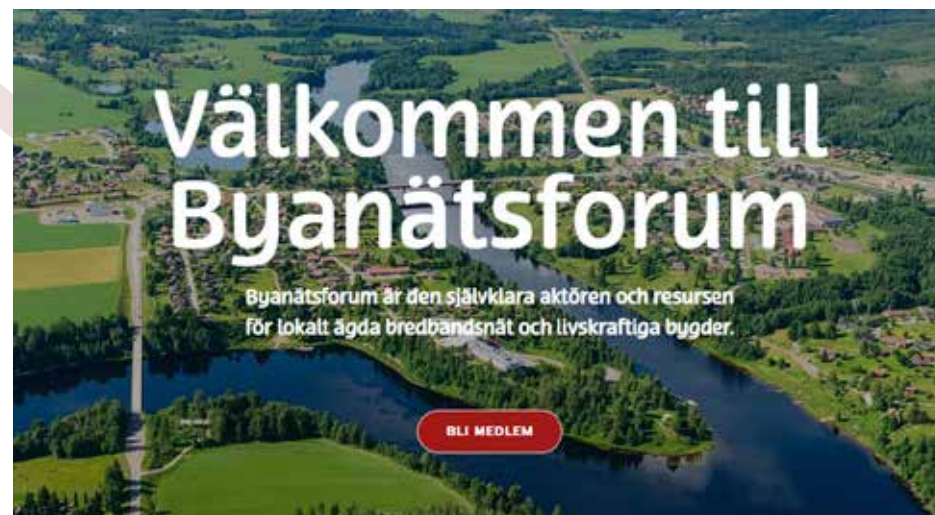 Välkommen till
Byanätsforum
Byanätsforum är den självklara aktören och resursen
för lokalt ägda bredbandsnät och livskraftiga bygder.
BLI MEDLEM